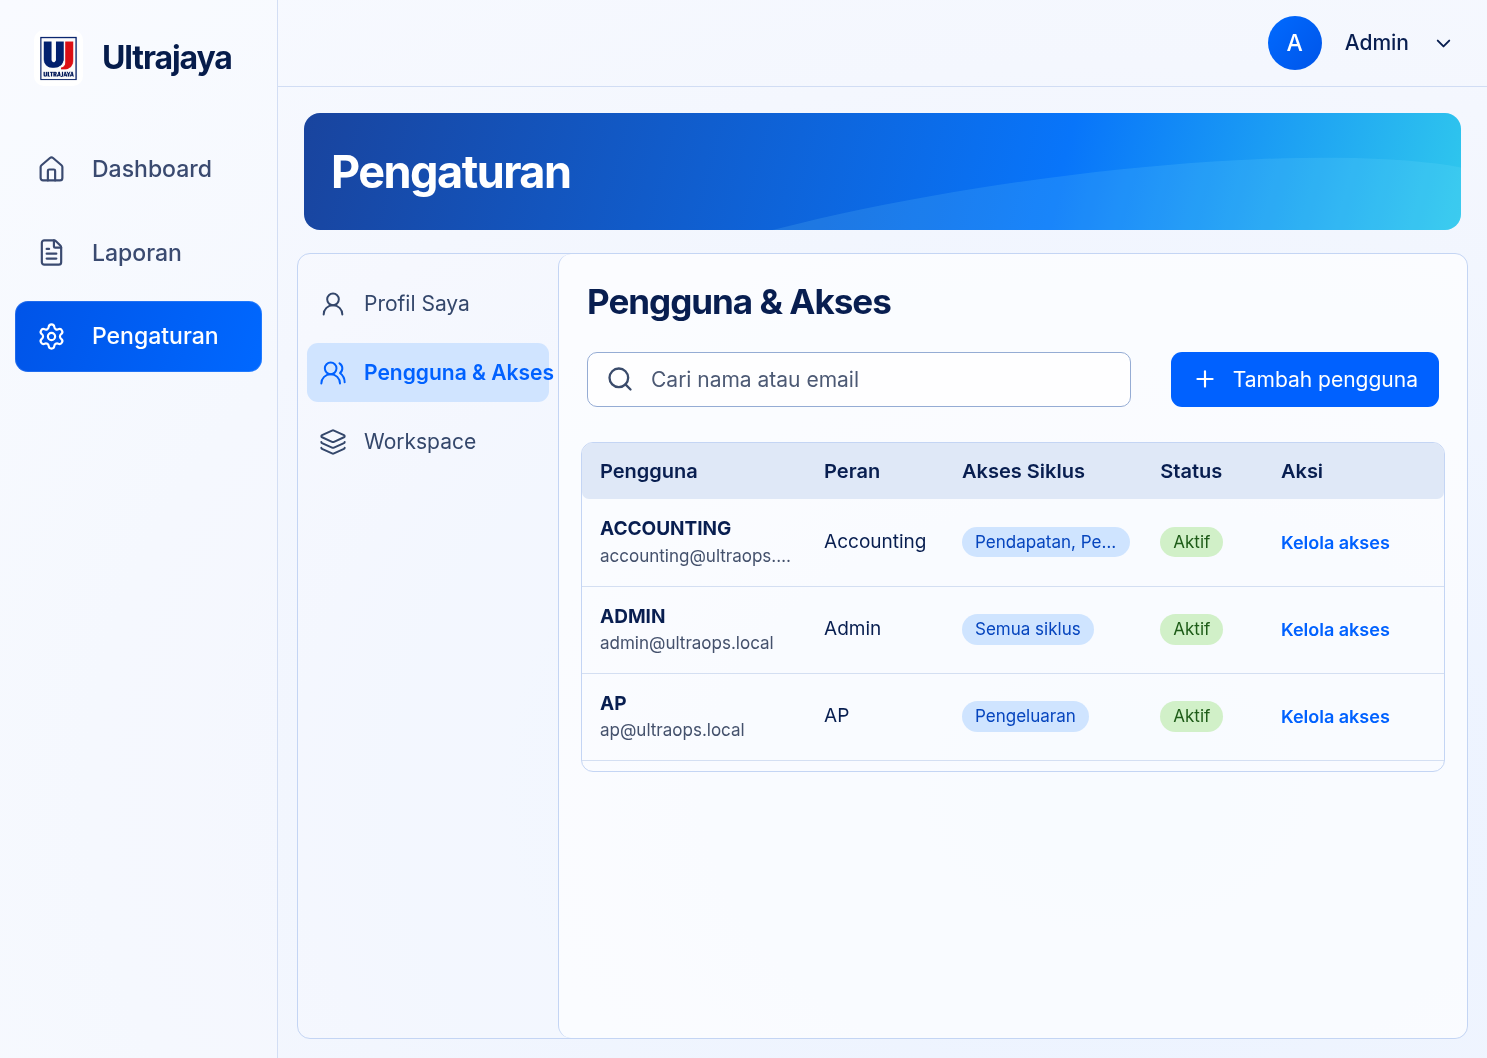 ULTRAJAYA
Ultrajaya
Dashboard
Laporan
Pengaturan
A
Admin
Pengaturan
Profil Saya
Pengguna & Akses
Workspace
Pengguna & Akses
Cari nama atau email
Tambah pengguna
Pengguna Peran Akses Siklus Status Aksi
ACCOUNTING
accounting@ultraops.... Accounting Pendapatan, Pe... Aktif Kelola akses
ADMIN
admin@ultraops.local Admin Semua siklus Aktif Kelola akses
AP
ap@ultraops.local AP Pengeluaran Aktif Kelola akses